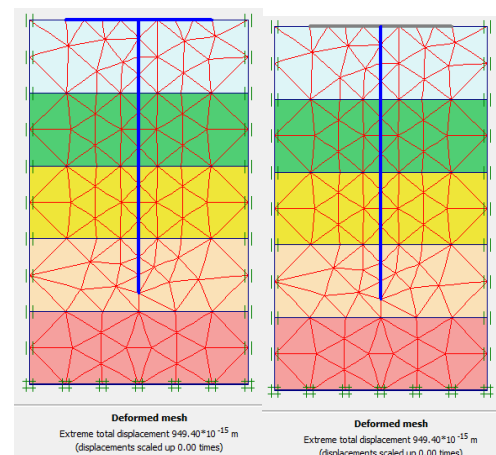 Deformed mesh
Extreme total displacement 949.40*10 -15 m
(displacements scaled up 0.00 times)
Deformed mesh
Extreme total displacement 949.40*10 -15 m
(displacements scaled up 0.00 times)